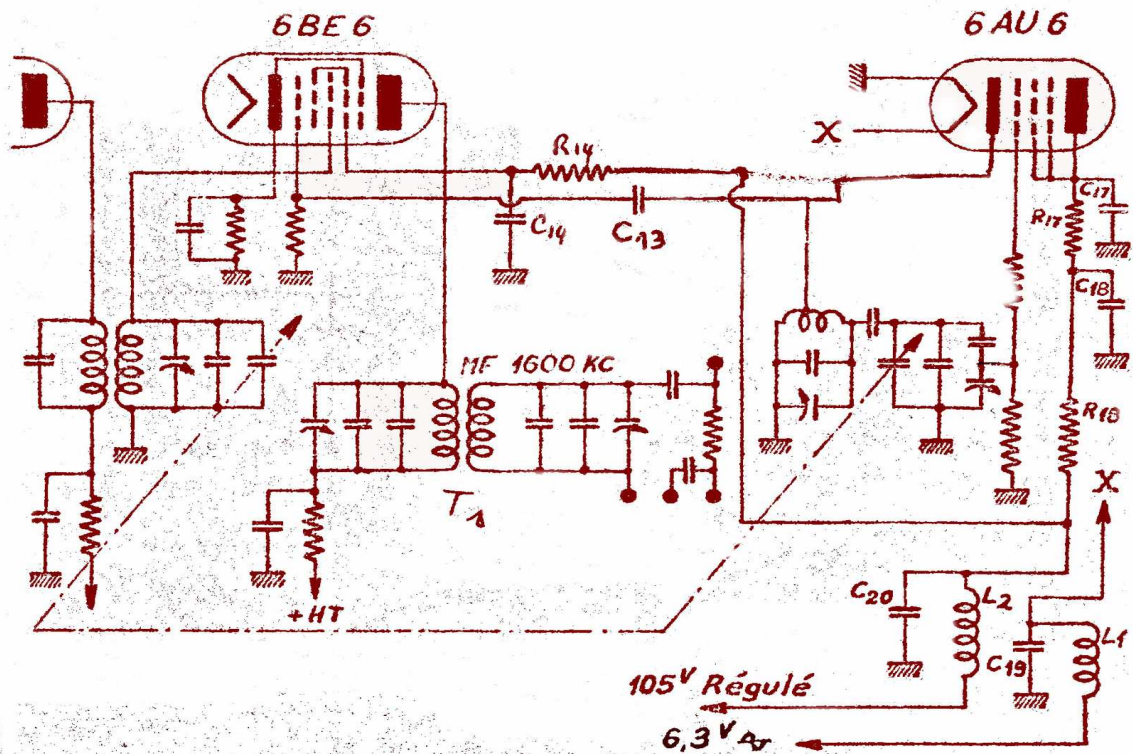 6BE6
6AU6
X
R14
C14
C13
C17
R17
C18
MF 1600 KC
T1
R18
X
+HT
C20
L2
C19
L1
105V Régulé
6,3V